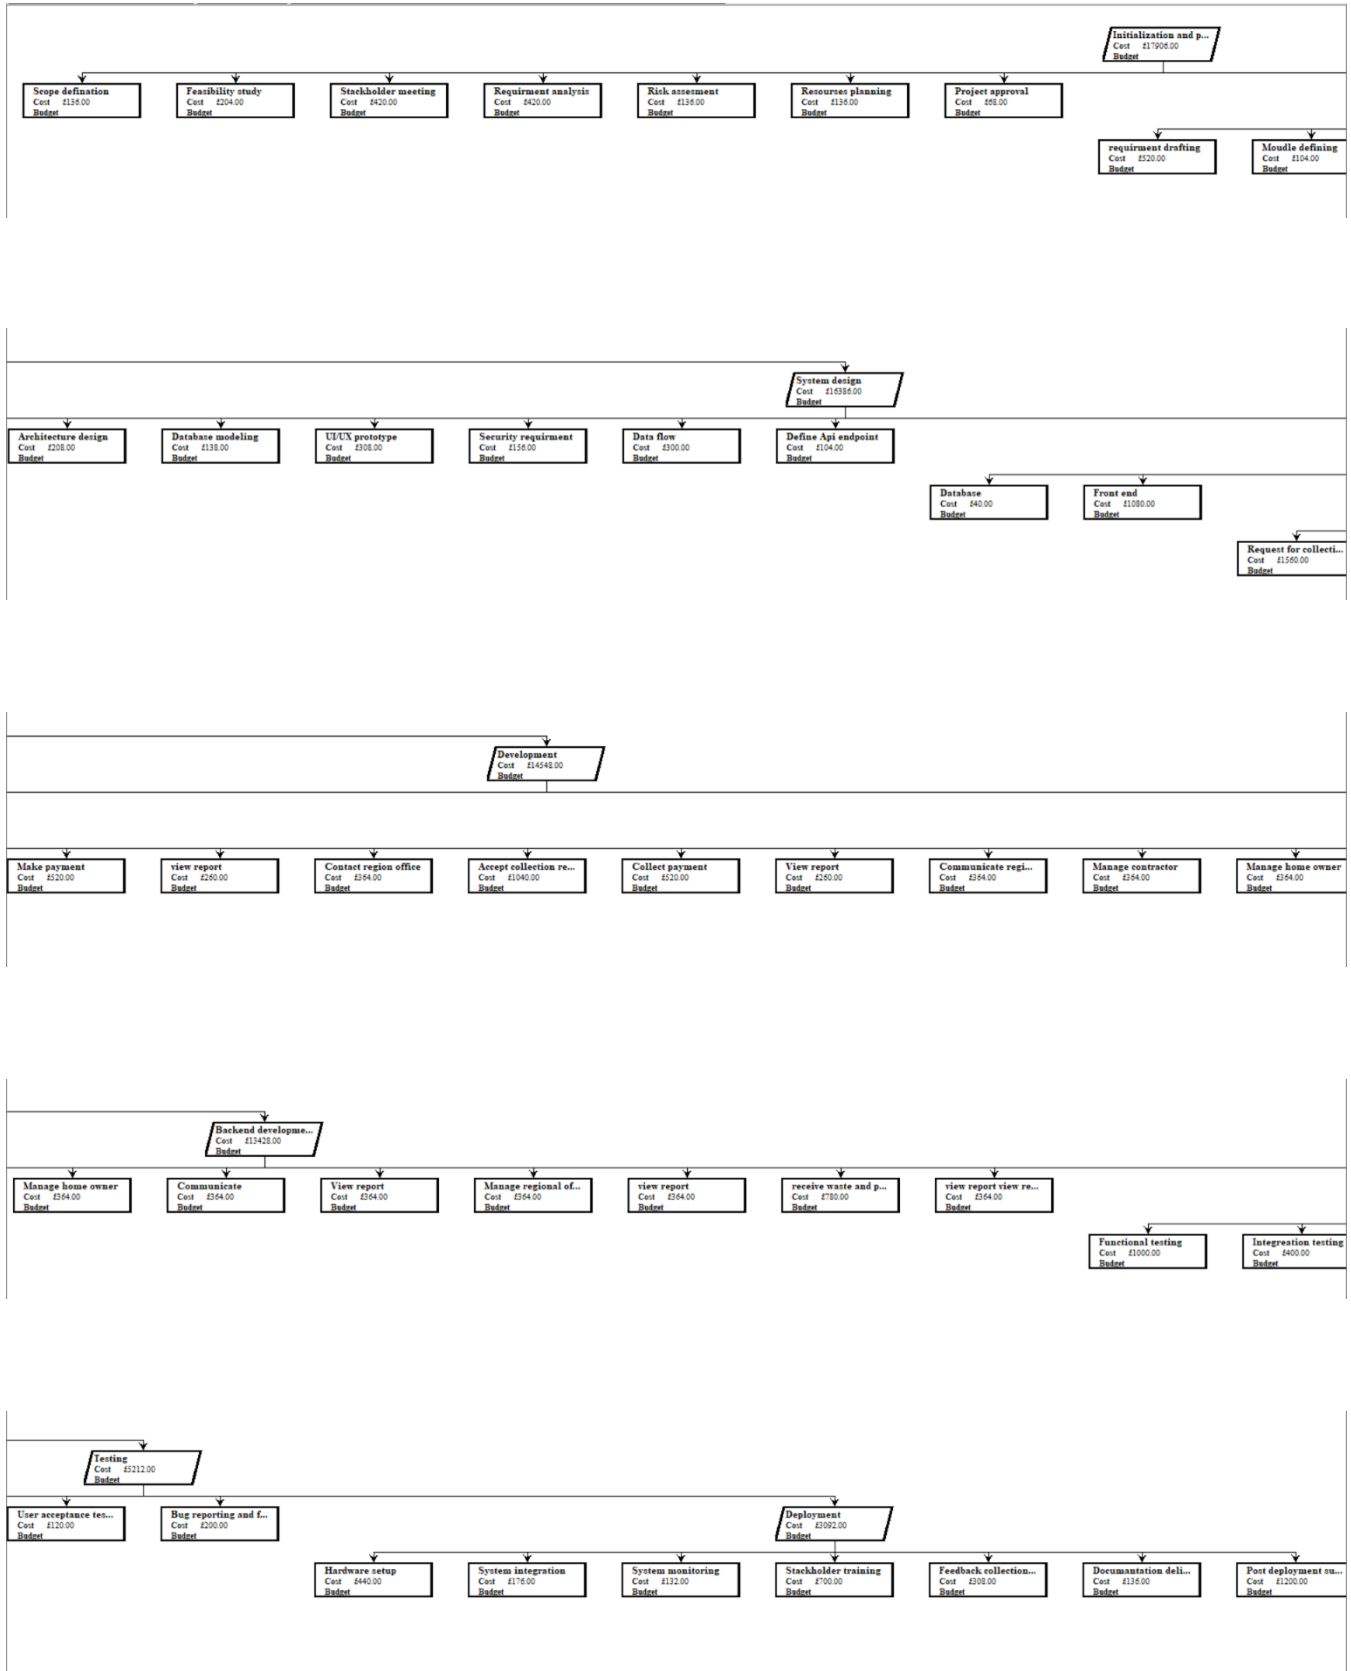 Initialization and p...
Cost £17906.00
Budget
Scope defination
Cost £136.00
Budget
Feasibility study
Cost £204.00
Budget
Stackholder meeting
Cost £420.00
Budget
Requirment analysis
Cost £420.00
Budget
Risk assesment
Cost £136.00
Budget
Resourses planning
Cost £136.00
Budget
Project approval
Cost £68.00
Budget
requirment drafting
Cost £520.00
Budget
Moudle defining
Cost £104.00
Budget
System design
Cost £16386.00
Budget
Architecture design
Cost £208.00
Budget
Database modeling
Cost £138.00
Budget
UI/UX prototype
Cost £308.00
Budget
Security requirment
Cost £156.00
Budget
Data flow
Cost £300.00
Budget
Define Api endpoint
Cost £104.00
Budget
Database
Cost £40.00
Budget
Front end
Cost £1080.00
Budget
Request for collecti...
Cost £1560.00
Budget
Development
Cost £14548.00
Budget
Make payment
Cost £520.00
Budget
view report
Cost £260.00
Budget
Contact region office
Cost £364.00
Budget
Accept collection re...
Cost £1040.00
Budget
Collect payment
Cost £520.00
Budget
View report
Cost £260.00
Budget
Communicate regi...
Cost £364.00
Budget
Manage contractor
Cost £364.00
Budget
Manage home owner
Cost £364.00
Budget
Backend developme...
Cost £13428.00
Budget
Manage home owner
Cost £364.00
Budget
Communicate
Cost £364.00
Budget
View report
Cost £364.00
Budget
Manage regional of...
Cost £364.00
Budget
view report
Cost £364.00
Budget
receive waste and p...
Cost £780.00
Budget
view report view re...
Cost £364.00
Budget
Functional testing
Cost £1000.00
Budget
Integreation testing
Cost £400.00
Budget
Testing
Cost £5212.00
Budget
User acceptance tes...
Cost £120.00
Budget
Bug reporting and f...
Cost £200.00
Budget
Deployment
Cost £3092.00
Budget
Hardware setup
Cost £440.00
Budget
System integration
Cost £176.00
Budget
System monitoring
Cost £132.00
Budget
Stackholder training
Cost £700.00
Budget
Feedback collection...
Cost £308.00
Budget
Documantation deli...
Cost £136.00
Budget
Post deployment su...
Cost £1200.00
Budget